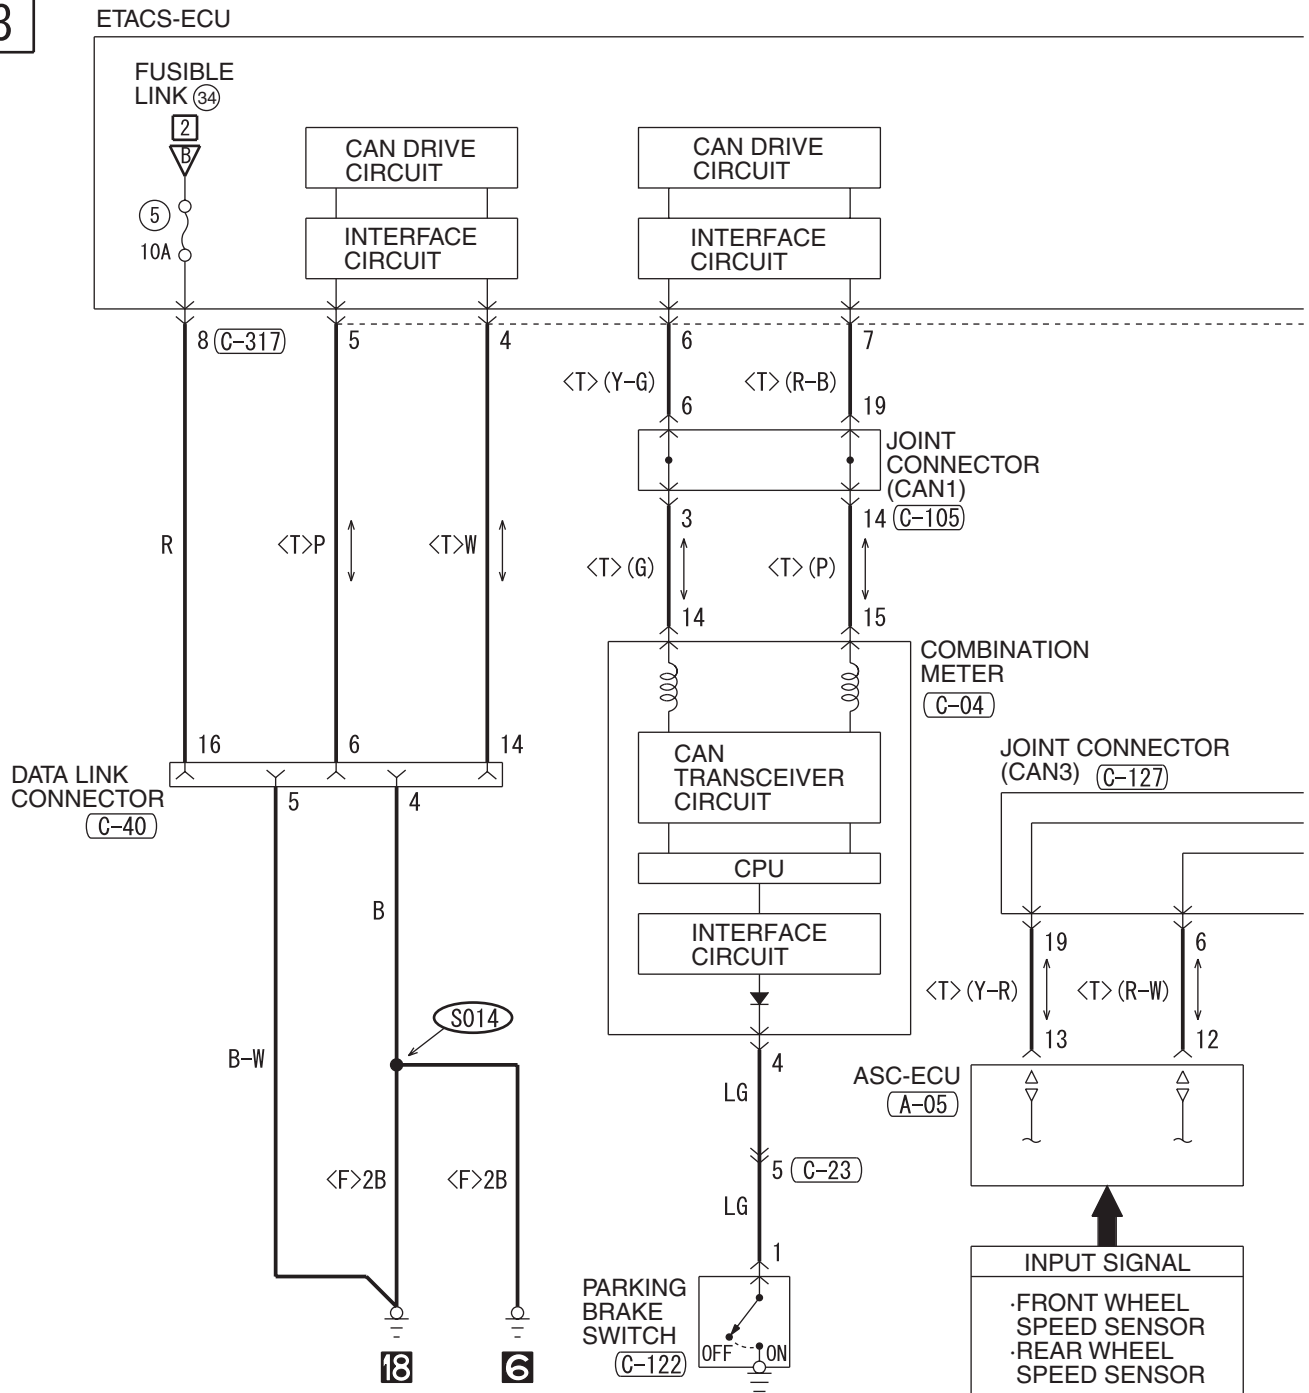 3
ETACS-ECU
FUSIBLE
LINK 34
2
B
5
10A
CAN DRIVE
CIRCUIT
INTERFACE
CIRCUIT
CAN DRIVE
CIRCUIT
INTERFACE
CIRCUIT
8 C-317
5
4
6
7
<T>(Y-G)
<T>(R-B)
6
19
JOINT
CONNECTOR
(CAN1)
C-105
3
14
R
<T>P
<T>W
<T>(G)
<T>(P)
14
15
COMBINATION
METER
C-04
CAN
TRANSCEIVER
CIRCUIT
CPU
INTERFACE
CIRCUIT
16
6
14
DATA LINK
CONNECTOR
C-40
5
4
JOINT CONNECTOR
(CAN3) C-127
19
6
<T>(Y-R)
<T>(R-W)
13
12
ASC-ECU
A-05
B
S014
B-W
<F>2B
<F>2B
18
6
4
LG
5 C-23
LG
1
PARKING
BRAKE
SWITCH
C-122
OFF
ON
INPUT SIGNAL
·FRONT WHEEL
SPEED SENSOR
·REAR WHEEL
SPEED SENSOR